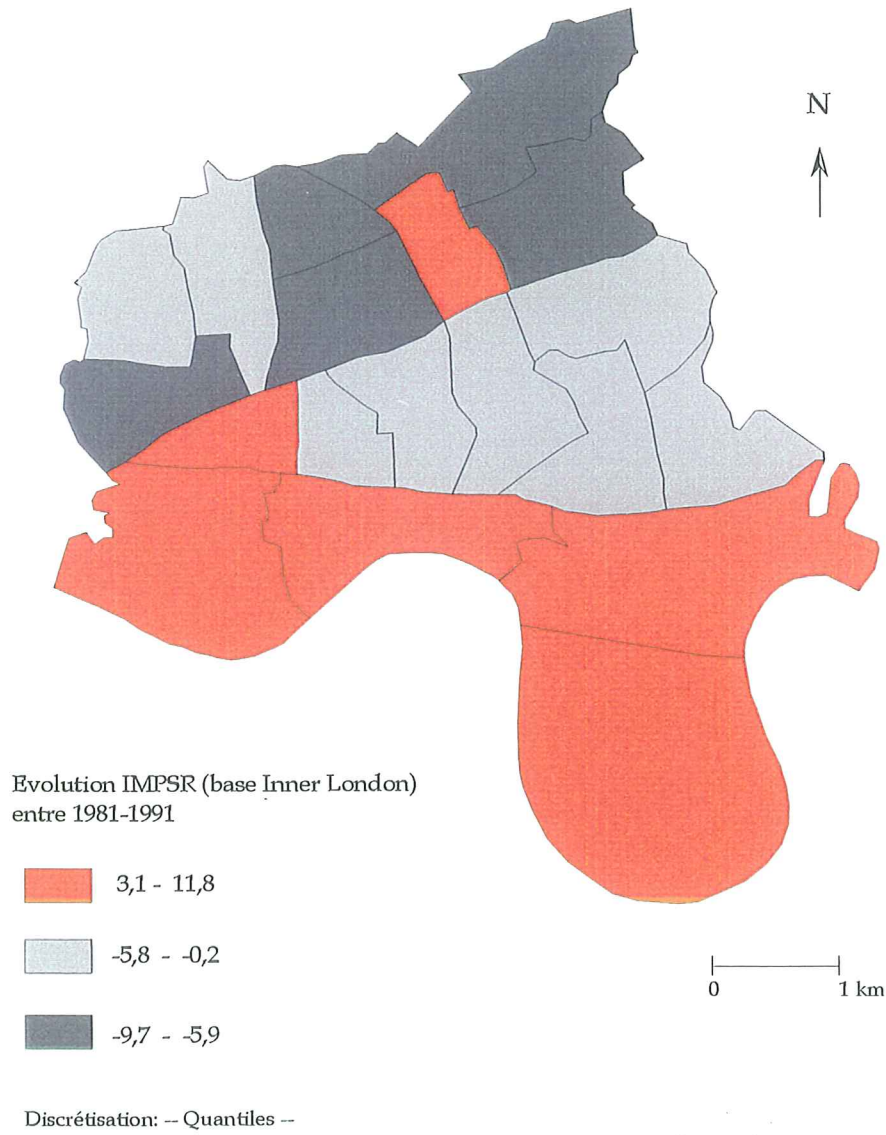 N
Evolution IMPSR (base Inner London)
entre 1981-1991
3,1 - 11,8
-5,8 - -0,2
-9,7 - -5,9
0 1 km
Discrétisation: -- Quantiles --